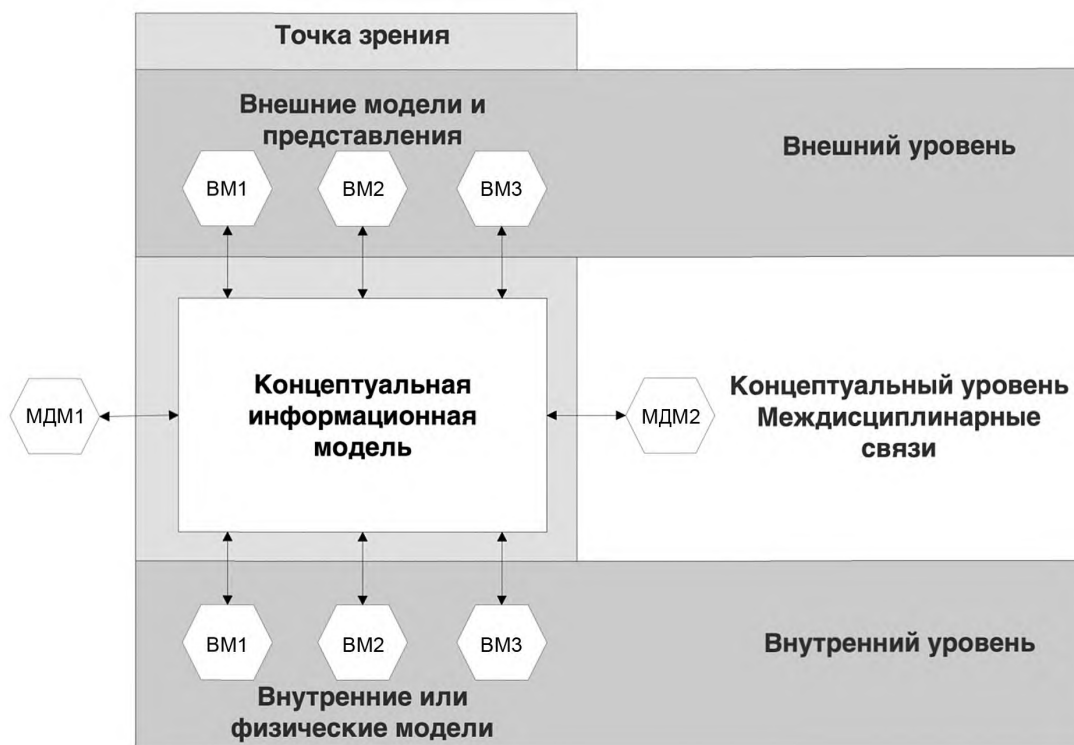 Точка зрения
Внешние модели и
представления
Внешний уровень
ВМ1
ВМ2
ВМ3
МДМ1
Концептуальная
информационная
модель
МДМ2
Концептуальный уровень
Междисциплинарные
связи
ВМ1
ВМ2
ВМ3
Внутренний уровень
Внутренние или
физические модели